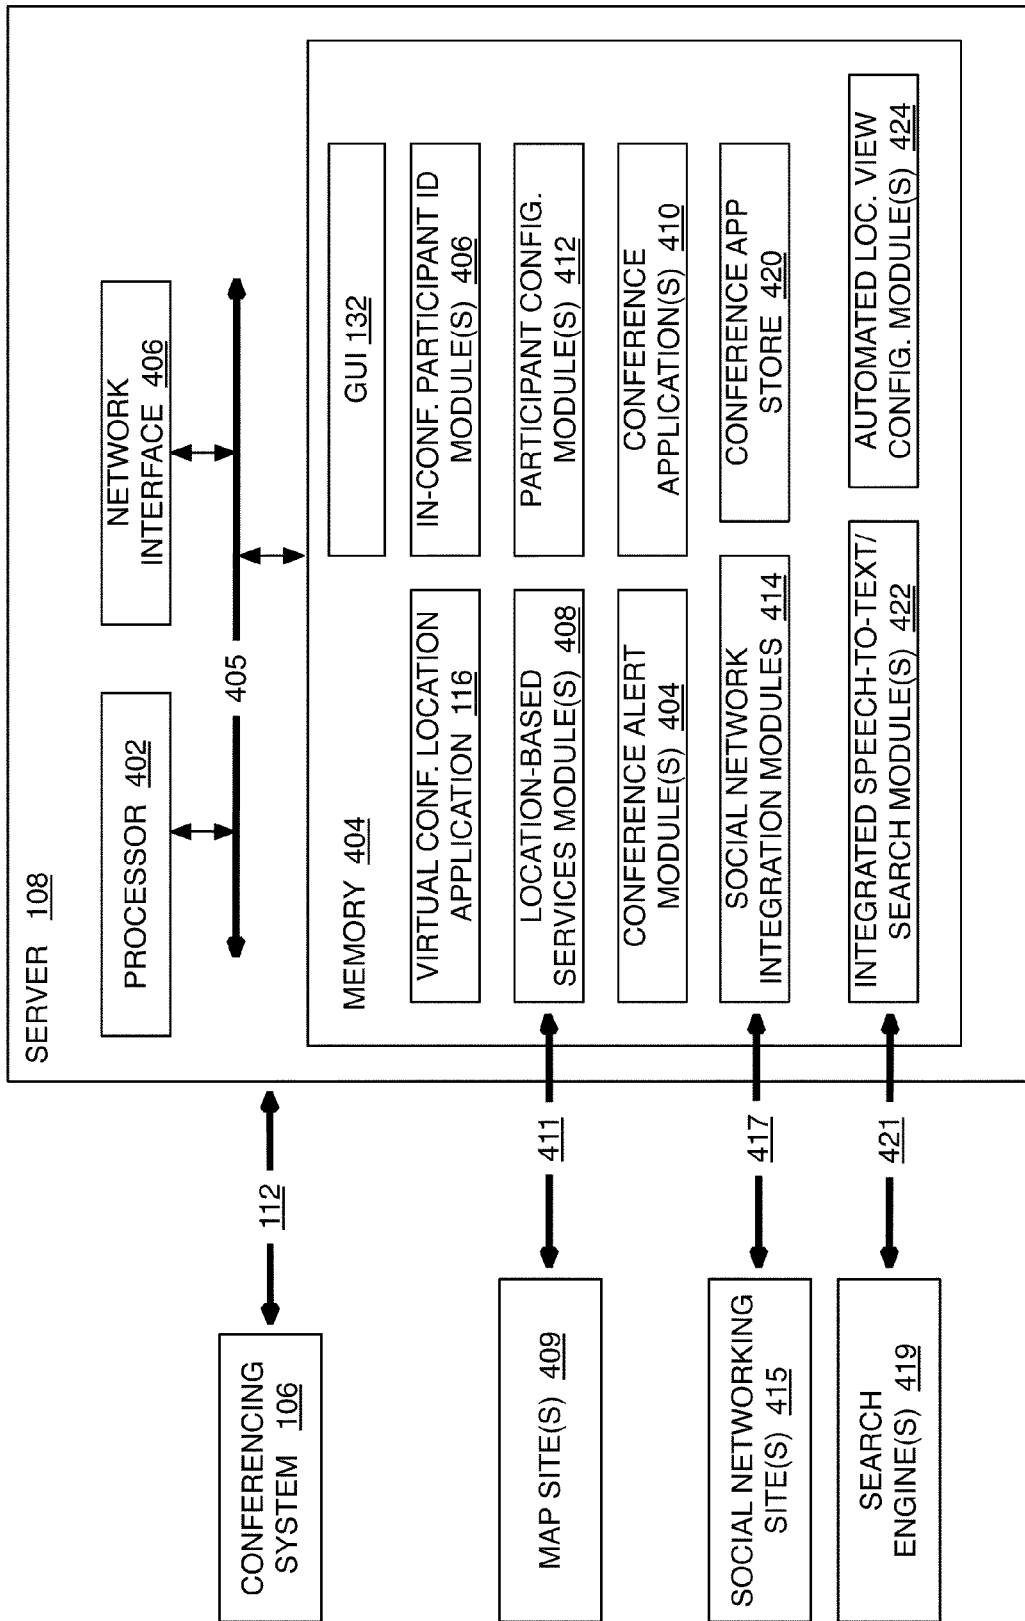 SERVER 108
PROCESSOR 402
NETWORK
INTERFACE 406
405
MEMORY 404
GUI 132
VIRTUAL CONF. LOCATION
APPLICATION 116
IN-CONF. PARTICIPANT ID
MODULE(S) 406
LOCATION-BASED
SERVICES MODULE(S) 408
PARTICIPANT CONFIG.
MODULE(S) 412
CONFERENCE ALERT
MODULE(S) 404
CONFERENCE
APPLICATION(S) 410
SOCIAL NETWORK
INTEGRATION MODULES 414
CONFERENCE APP
STORE 420
INTEGRATED SPEECH-TO-TEXT/
SEARCH MODULE(S) 422
AUTOMATED LOC. VIEW
CONFIG. MODULE(S) 424
112
411
417
421
CONFERENCING
SYSTEM 106
MAP SITE(S) 409
SOCIAL NETWORKING
SITE(S) 415
SEARCH
ENGINE(S) 419